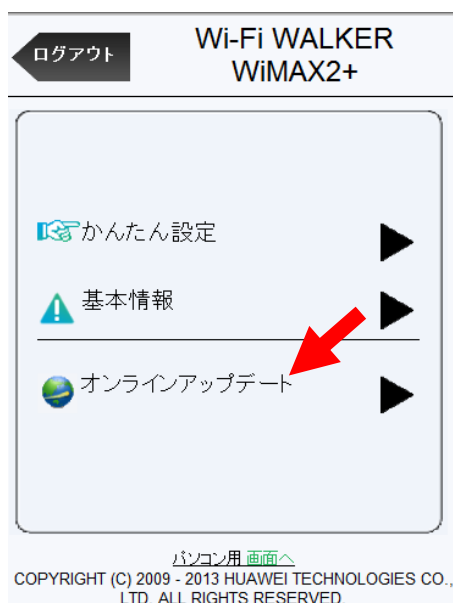 ログアウト
Wi-Fi WALKER
WiMAX2+
かんたん設定
基本情報
オンラインアップデート
パソコン用 画面へ
COPYRIGHT (C) 2009 - 2013 HUAWEI TECHNOLOGIES CO.,
LTD. ALL RIGHTS RESERVED.